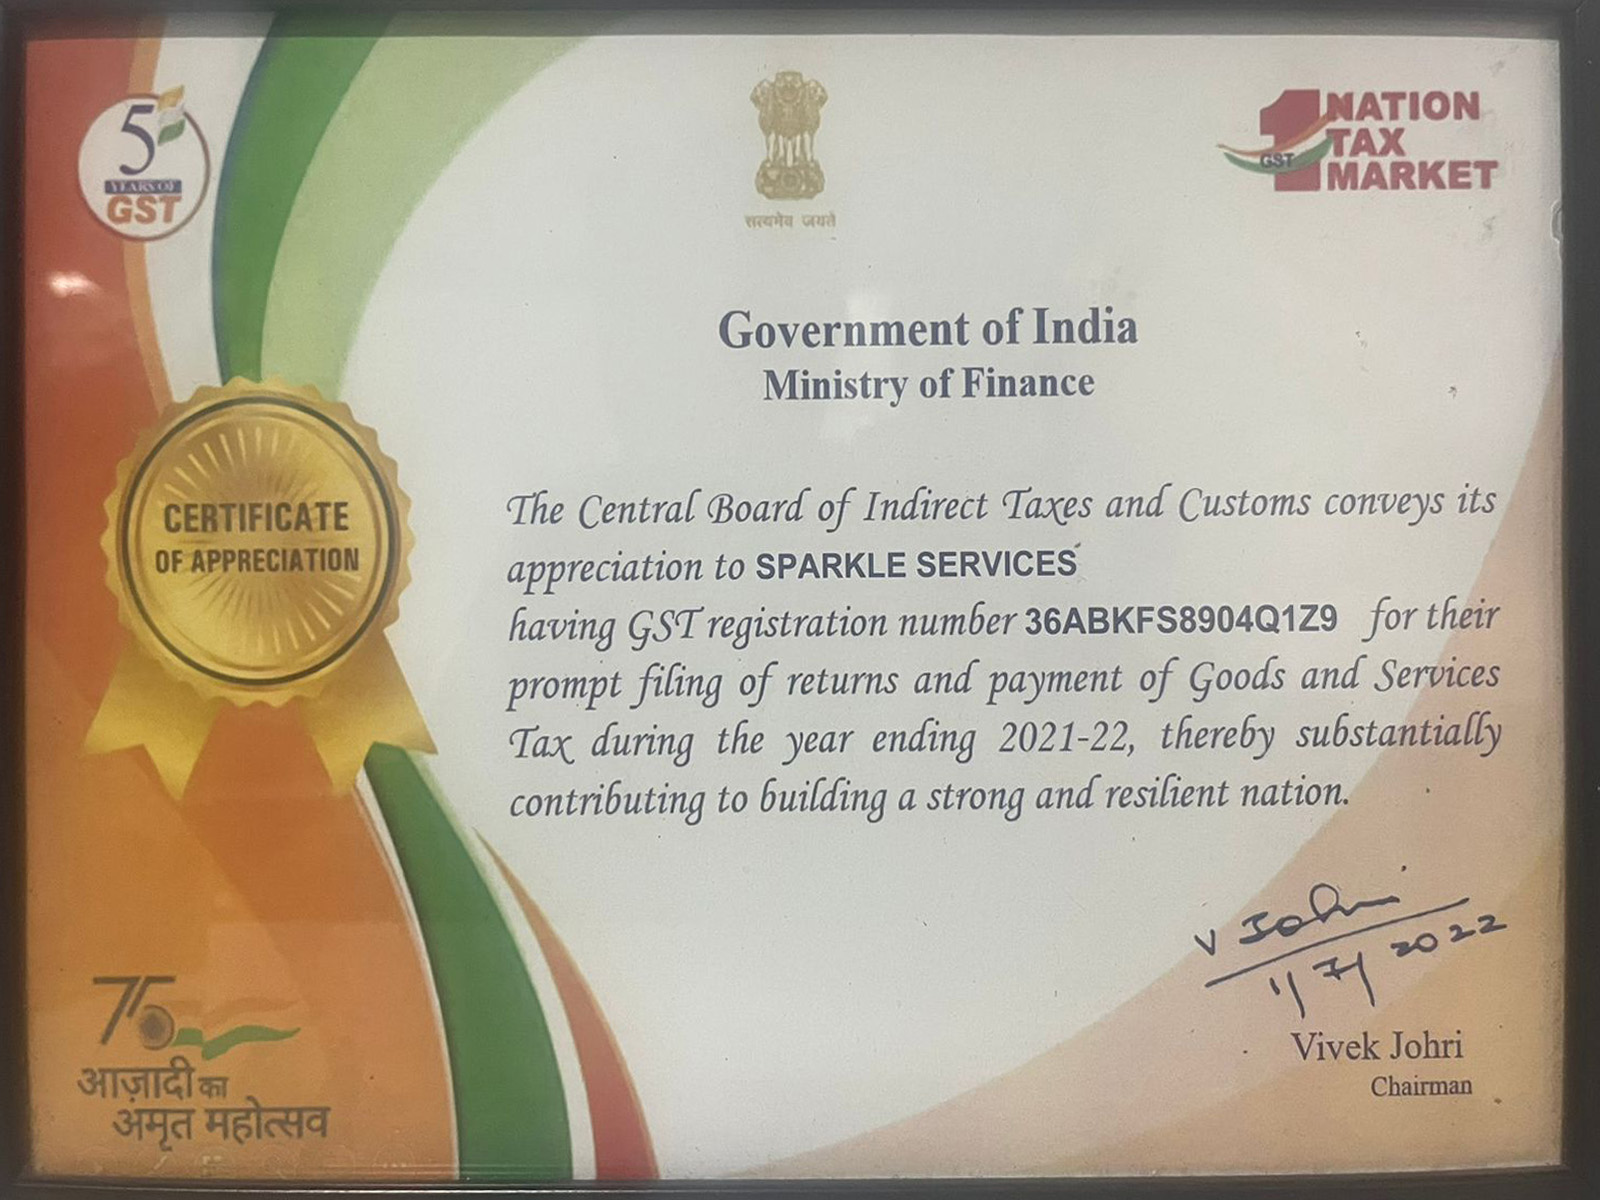 5
YEARS OF
GST
सत्यमेव जयते
1 NATION
TAX
MARKET
GST
Government of India
Ministry of Finance
CERTIFICATE
OF APPRECIATION
The Central Board of Indirect Taxes and Customs conveys its
appreciation to SPARKLE SERVICES
having GST registration number 36ABKFS8904Q1Z9 for their
prompt filing of returns and payment of Goods and Services
Tax during the year ending 2021-22, thereby substantially
contributing to building a strong and resilient nation.
V Johri
1/7/2022
Vivek Johri
Chairman
75
आज़ादी का
अमृत महोत्सव